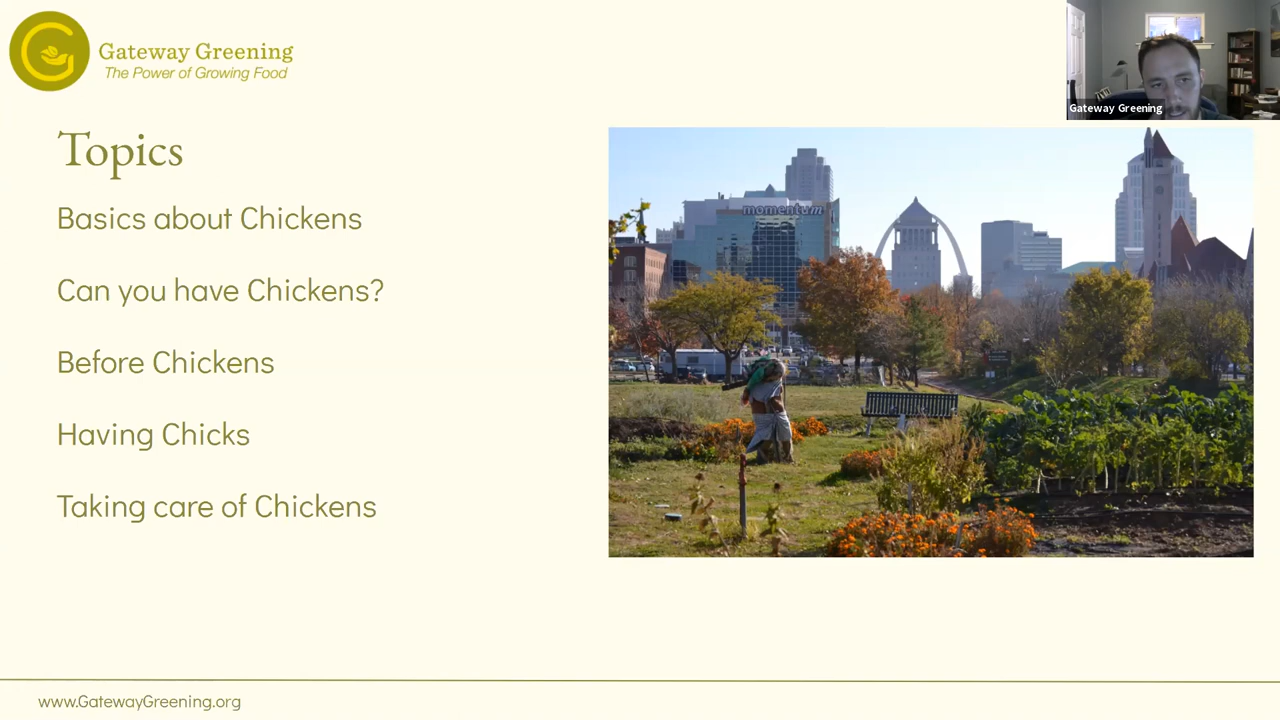 Gateway Greening
The Power of Growing Food
Gateway Greening
Topics
Basics about Chickens
Can you have Chickens?
Before Chickens
Having Chicks
Taking care of Chickens
momentum
www.GatewayGreening.org